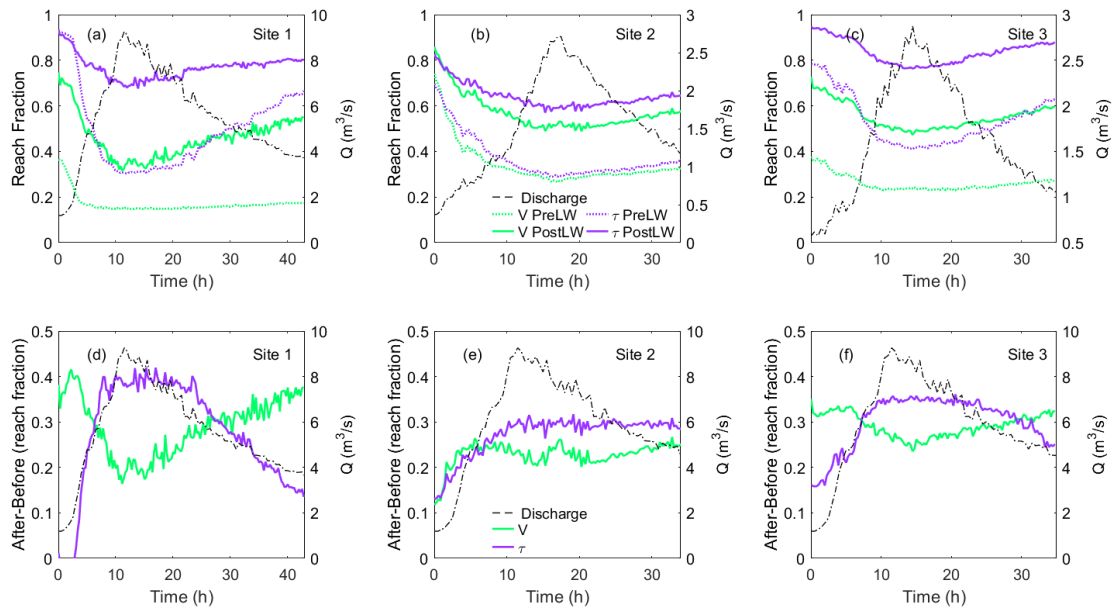 (a) Site 1
Reach Fraction
0 0.2 0.4 0.6 0.8 1
0 2 4 6 8 10
Q (m³/s)
0 10 20 30 40
Time (h)
(b) Site 2
Reach Fraction
0 0.2 0.4 0.6 0.8 1
0 0.5 1 1.5 2 2.5 3
Q (m³/s)
Discharge
V PreLW τ PreLW
V PostLW τ PostLW
0 10 20 30
Time (h)
(c) Site 3
Reach Fraction
0 0.2 0.4 0.6 0.8 1
0.5 1 1.5 2 2.5 3
Q (m³/s)
0 10 20 30
Time (h)
(d) Site 1
After-Before (reach fraction)
0 0.1 0.2 0.3 0.4 0.5
0 2 4 6 8 10
Q (m³/s)
0 10 20 30 40
Time (h)
(e) Site 2
After-Before (reach fraction)
0 0.1 0.2 0.3 0.4 0.5
0 2 4 6 8 10
Q (m³/s)
Discharge
V
τ
0 10 20 30
Time (h)
(f) Site 3
After-Before (reach fraction)
0 0.1 0.2 0.3 0.4 0.5
0 2 4 6 8 10
Q (m³/s)
0 10 20 30
Time (h)